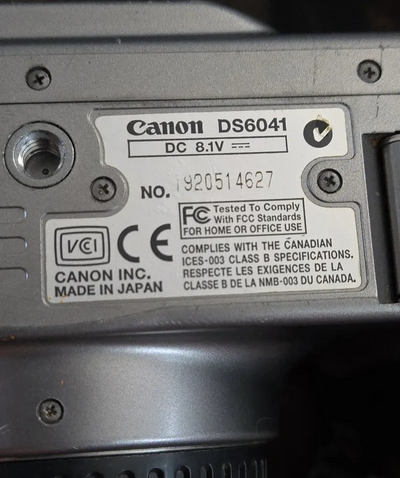 Canon DS6041
DC 8.1V
NO. 1920514627
FC Tested To Comply
With FCC Standards
FOR HOME OR OFFICE USE
VCI CE
COMPLIES WITH THE CANADIAN
ICES-003 CLASS B SPECIFICATIONS.
RESPECTE LES EXIGENCES DE LA
CLASSE B DE LA NMB-003 DU CANADA.
CANON INC.
MADE IN JAPAN